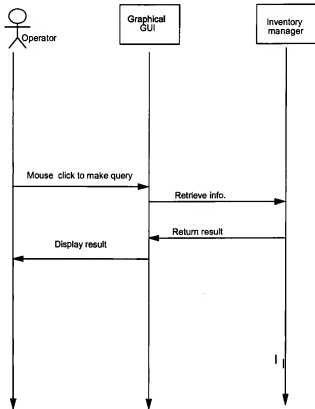 Operator
Graphical
GUI
Inventory
manager
Mouse click to make query
Retrieve info.
Return result
Display result